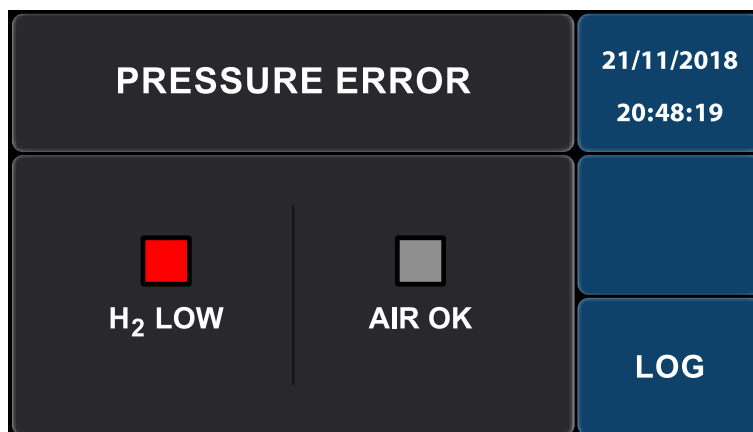 PRESSURE ERROR
21/11/2018
20:48:19
H₂ LOW
AIR OK
LOG